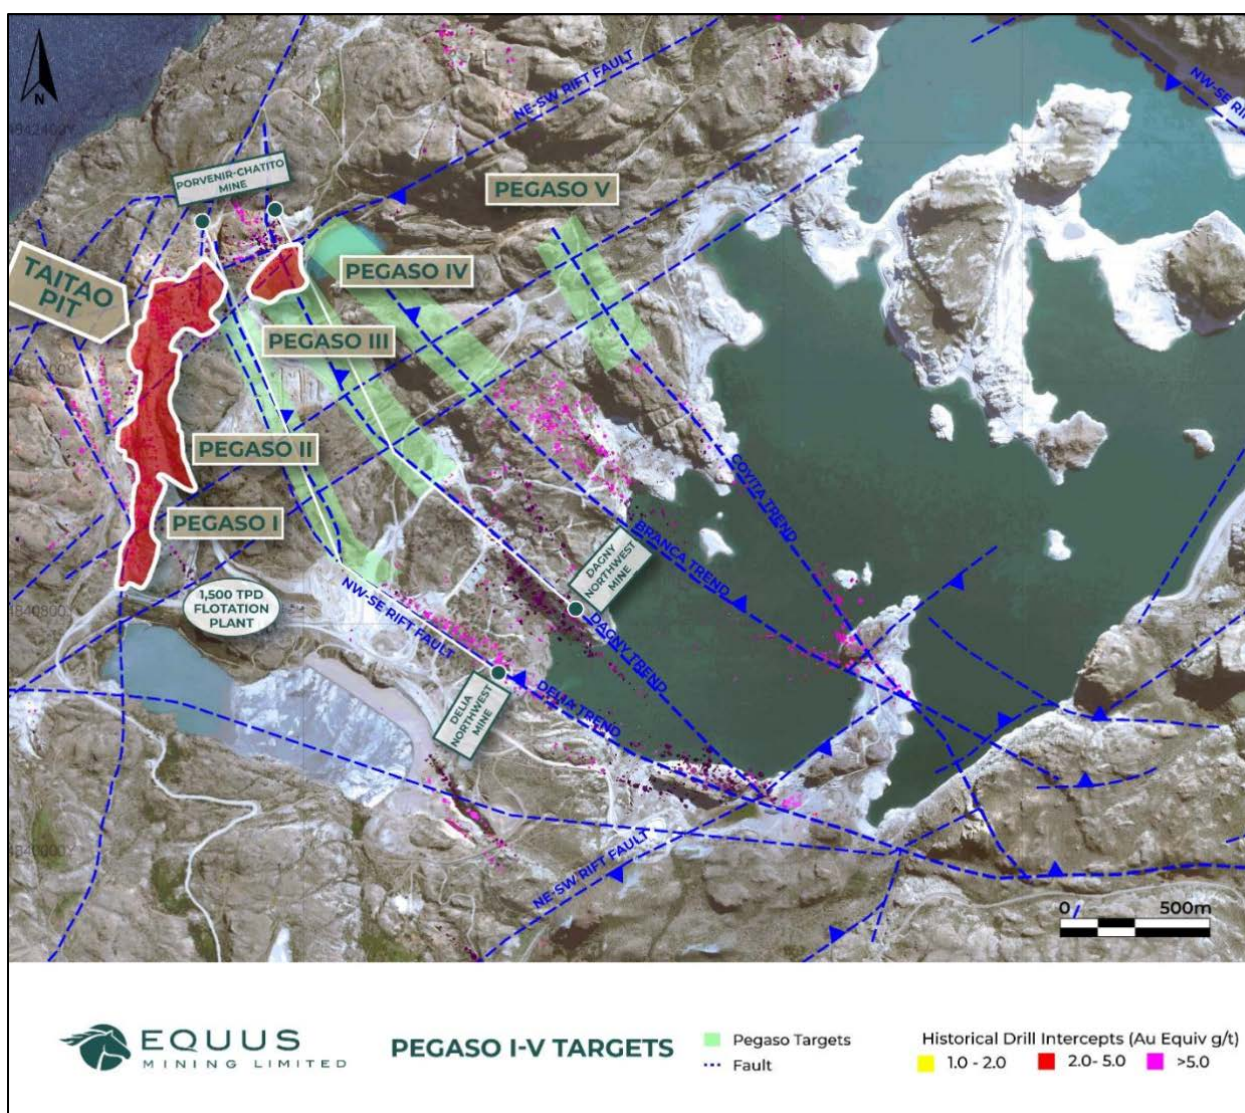 N
4942400Y
NE-SW RIFT FAULT
NW-SE RI
PORVENIR-CHATITO
MINE
PEGASO V
TAITAO
PIT
PEGASO IV
PEGASO III
PEGASO II
PEGASO I
COYITA TREND
BRANCA TREND
DAGNY
NORTHWEST
MINE
1,500 TPD
FLOTATION
PLANT
4840800Y
NW-SE RIFT FAULT
DAGNY TREND
DELIA
NORTHWEST
MINE
DELIA TREND
NE-SW RIFT FAULT
0 500m
EQUUS
MINING LIMITED
PEGASO I-V TARGETS
Pegaso Targets
Fault
Historical Drill Intercepts (Au Equiv g/t)
1.0 - 2.0 2.0- 5.0 >5.0